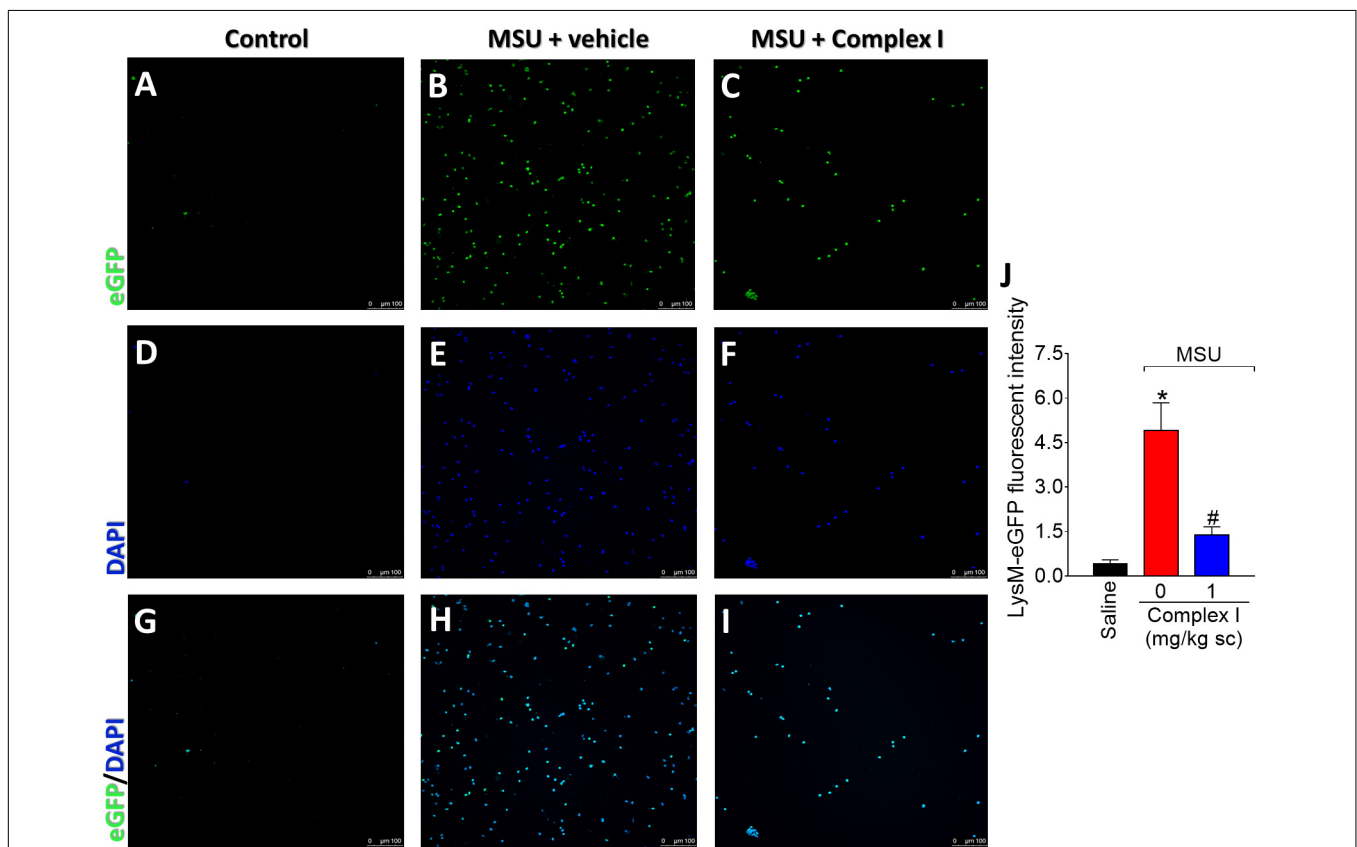 Control
MSU + vehicle
MSU + Complex I
A
B
C
eGFP
0 µm 100
0 µm 100
0 µm 100
D
E
F
DAPI
0 µm 100
0 µm 100
0 µm 100
G
H
I
eGFP/DAPI
0 µm 100
0 µm 100
0 µm 100
J
LysM-eGFP fluorescent intensity
7.5
6.0
4.5
3.0
1.5
0.0
MSU
*
#
Saline
0
1
Complex I
(mg/kg sc)